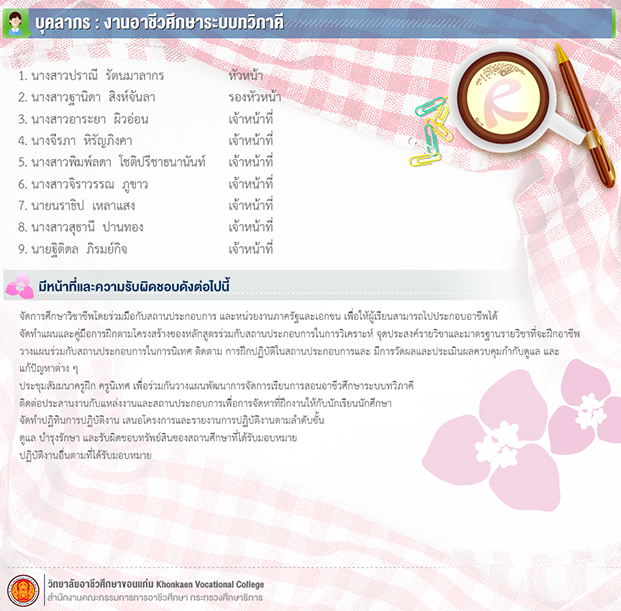 บุคลากร : งานอาชีวศึกษาระบบทวิภาคี
1. นางสาวปราณี รัตนมาลากร หัวหน้า
2. นางสาวฐานิดา สิงห์จันลา รองหัวหน้า
3. นางสาวอาระยา ผิวอ่อน เจ้าหน้าที่
4. นางจีรภา หิรัญภิงคา เจ้าหน้าที่
5. นางสาวพิมพ์ลดา โชติปรีชาธนานันท์ เจ้าหน้าที่
6. นางสาวจิราวรรณ ภูขาว เจ้าหน้าที่
7. นายนราธิป เหลาแสง เจ้าหน้าที่
8. นางสาวสุธานี ปานทอง เจ้าหน้าที่
9. นายฐิติดล ภิรมย์กิจ เจ้าหน้าที่
R
มีหน้าที่และความรับผิดชอบดังต่อไปนี้
จัดการศึกษาวิชาชีพโดยร่วมมือกับสถานประกอบการ และหน่วยงานภาครัฐและเอกชน เพื่อให้ผู้เรียนสามารถไปประกอบอาชีพได้
จัดทำแผนและคู่มือการฝึกตามโครงสร้างของหลักสูตรร่วมกับสถานประกอบการในการวิเคราะห์ จุดประสงค์รายวิชาและมาตรฐานรายวิชาที่จะฝึกอาชีพ
วางแผนร่วมกับสถานประกอบการในการนิเทศ ติดตาม การฝึกปฏิบัติในสถานประกอบการและ มีการวัดผลและประเมินผลควบคุมกำกับดูแล และ
แก้ปัญหาต่าง ๆ
ประชุมสัมมนาครูฝึก ครูนิเทศ เพื่อร่วมกันวางแผนพัฒนาการจัดการเรียนการสอนอาชีวศึกษาระบบทวิภาคี
ติดต่อประสานงานกับแหล่งงานและสถานประกอบการเพื่อการจัดหาที่ฝึกงานให้กับนักเรียนนักศึกษา
จัดทำปฏิทินการปฏิบัติงาน เสนอโครงการและรายงานการปฏิบัติงานตามลำดับขั้น
ดูแล บำรุงรักษา และรับผิดชอบทรัพย์สินของสถานศึกษาที่ได้รับมอบหมาย
ปฏิบัติงานอื่นตามที่ได้รับมอบหมาย
วิทยาลัยอาชีวศึกษาขอนแก่น Khonkaen Vocational College
สำนักงานคณะกรรมการการอาชีวศึกษา กระทรวงศึกษาธิการ